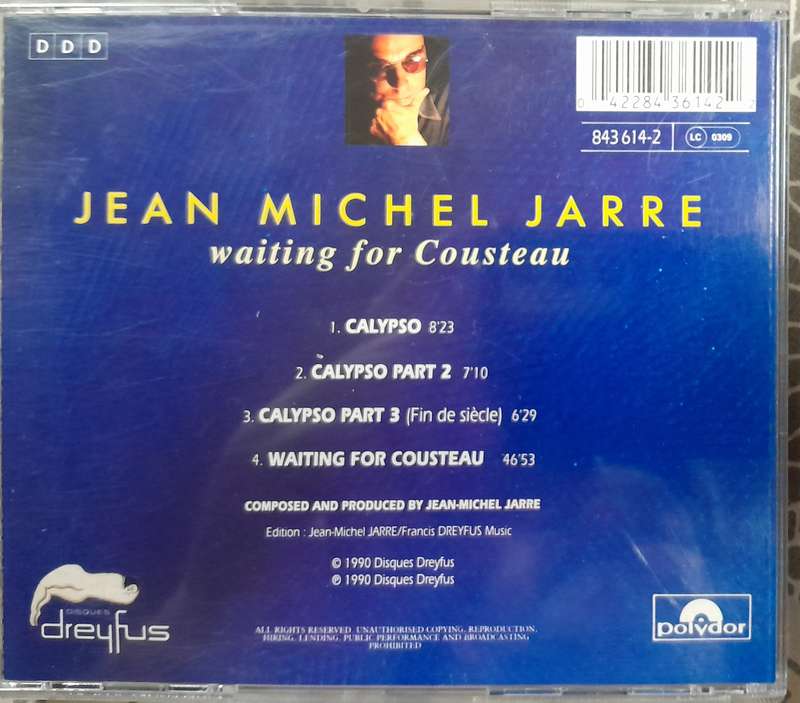 D D D
0 42284 36142 2
843 614-2 LC 0309
JEAN MICHEL JARRE
waiting for Cousteau
1. CALYPSO 8'23
2. CALYPSO PART 2 7'10
3. CALYPSO PART 3 (Fin de siècle) 6'29
4. WAITING FOR COUSTEAU 46'53
COMPOSED AND PRODUCED BY JEAN-MICHEL JARRE
Edition : Jean-Michel JARRE/Francis DREYFUS Music
© 1990 Disques Dreyfus
℗ 1990 Disques Dreyfus
DISQUES
dreyfus
ALL RIGHTS RESERVED UNAUTHORISED COPYING, REPRODUCTION,
HIRING, LENDING, PUBLIC PERFORMANCE AND BROADCASTING
PROHIBITED
polydor